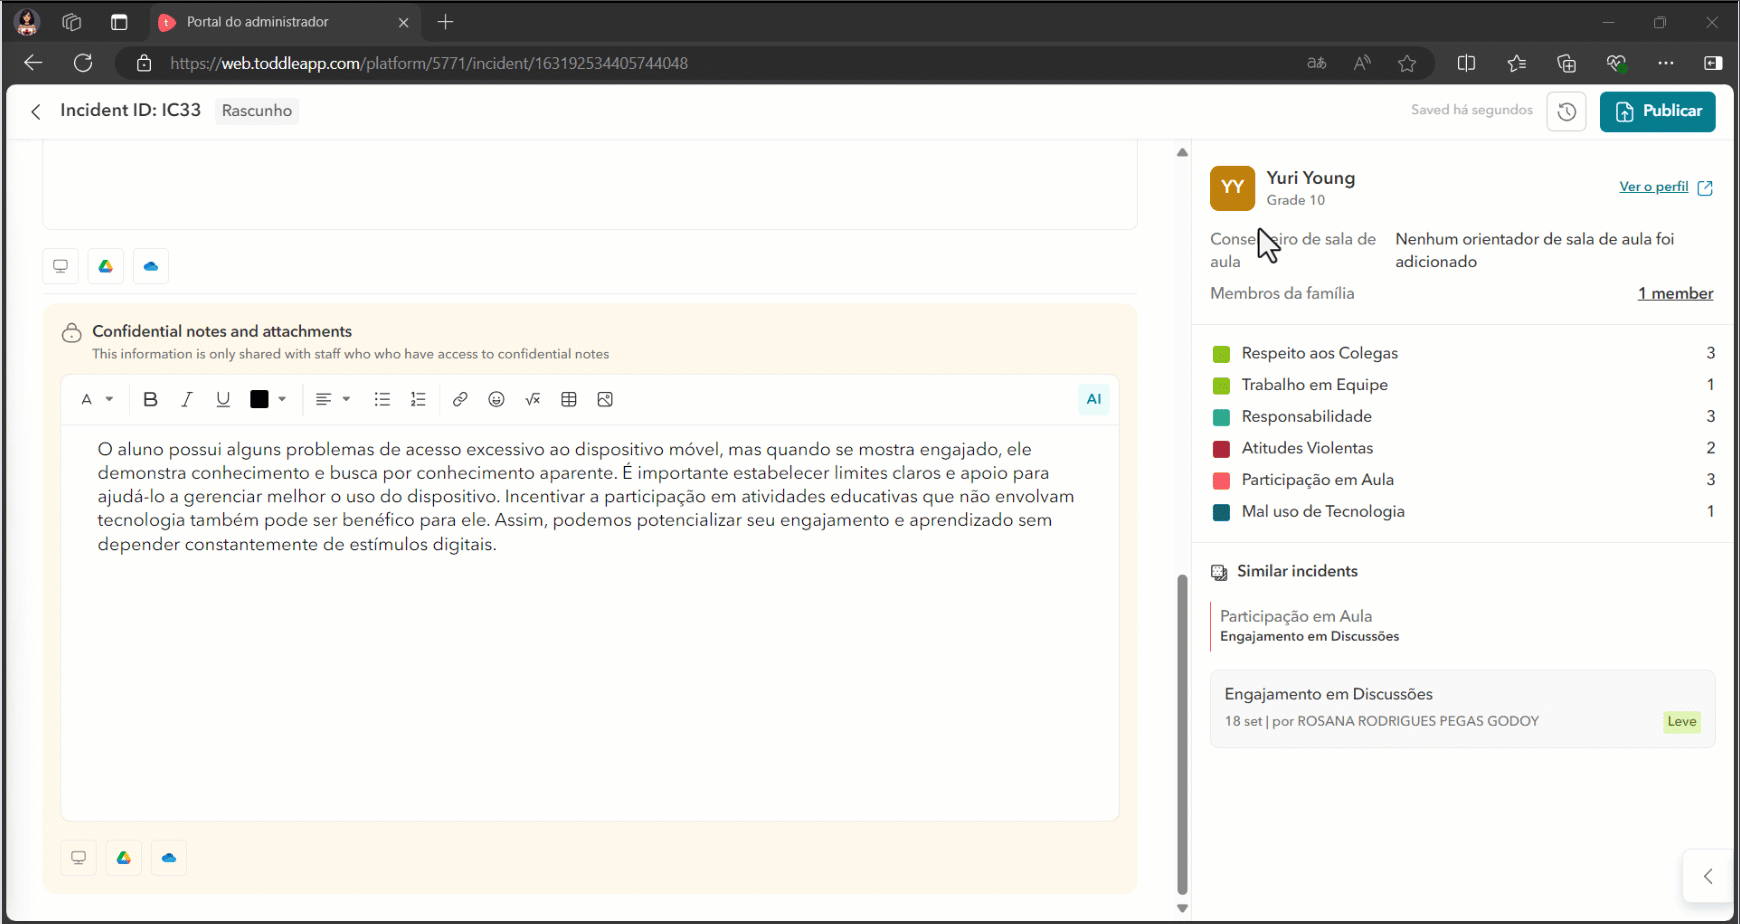 Portal do administrador
https://web.toddleapp.com/platform/5771/incident/163192534405744048
Incident ID: IC33
Rascunho
Saved há segundos
Publicar
Confidential notes and attachments
This information is only shared with staff who who have access to confidential notes
A
B
I
U
AI
O aluno possui alguns problemas de acesso excessivo ao dispositivo móvel, mas quando se mostra engajado, ele
demonstra conhecimento e busca por conhecimento aparente. É importante estabelecer limites claros e apoio para
ajudá-lo a gerenciar melhor o uso do dispositivo. Incentivar a participação em atividades educativas que não envolvam
tecnologia também pode ser benéfico para ele. Assim, podemos potencializar seu engajamento e aprendizado sem
depender constantemente de estímulos digitais.
YY
Yuri Young
Grade 10
Ver o perfil
Conselheiro de sala de
aula
Nenhum orientador de sala de aula foi
adicionado
Membros da família
1 member
Respeito aos Colegas 3
Trabalho em Equipe 1
Responsabilidade 3
Atitudes Violentas 2
Participação em Aula 3
Mal uso de Tecnologia 1
Similar incidents
Participação em Aula
Engajamento em Discussões
Engajamento em Discussões
18 set | por ROSANA RODRIGUES PEGAS GODOY
Leve